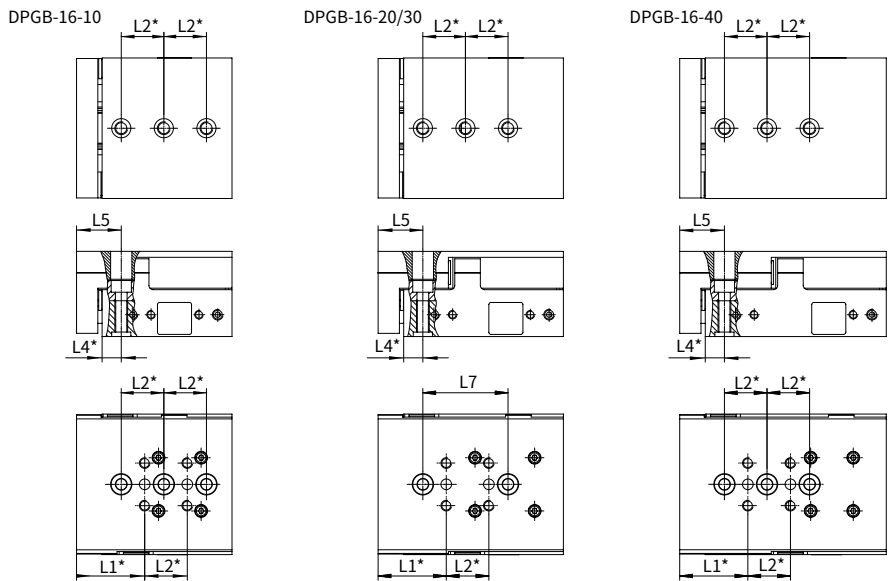 DPGB-16-10
DPGB-16-20/30
DPGB-16-40
L2* L2*
L2* L2*
L2* L2*
L5
L5
L5
L4*
L4*
L4*
L2* L2*
L7
L2* L2*
L1* L2*
L1* L2*
L1* L2*